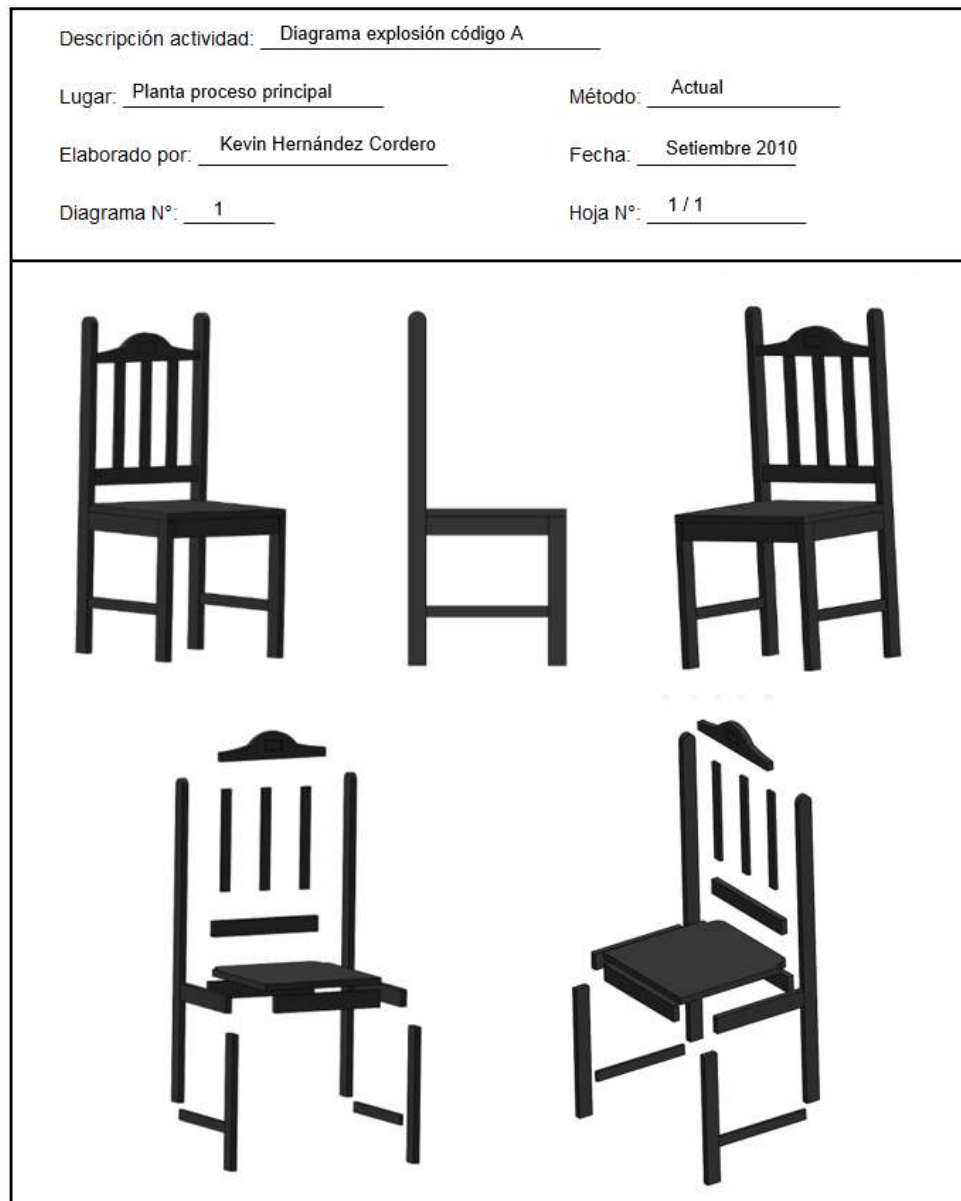 Descripción actividad: Diagrama explosión código A
Lugar: Planta proceso principal Método: Actual
Elaborado por: Kevin Hernández Cordero Fecha: Setiembre 2010
Diagrama N°: 1 Hoja N°: 1 / 1